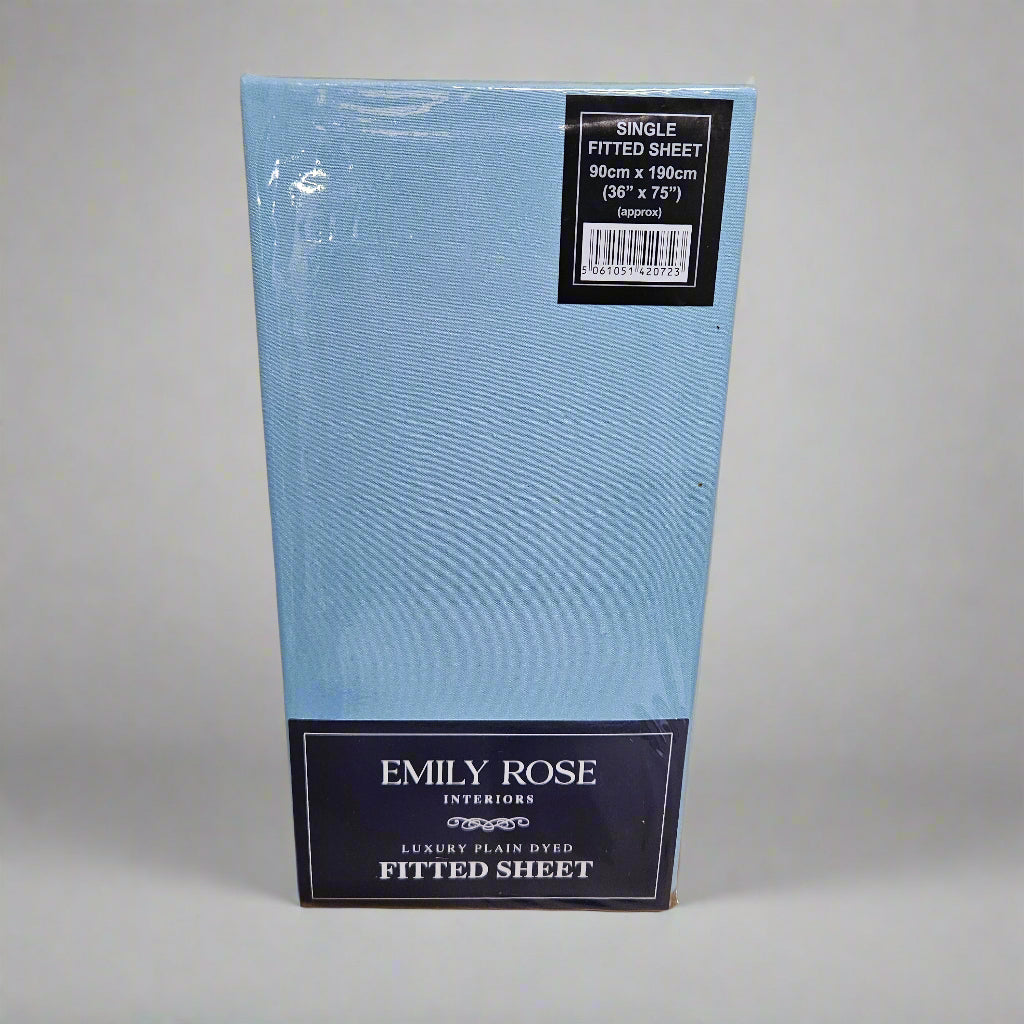 SINGLE
FITTED SHEET
90cm x 190cm
(36” x 75”)
(approx)
5 061051 420723
EMILY ROSE
INTERIORS
LUXURY PLAIN DYED
FITTED SHEET